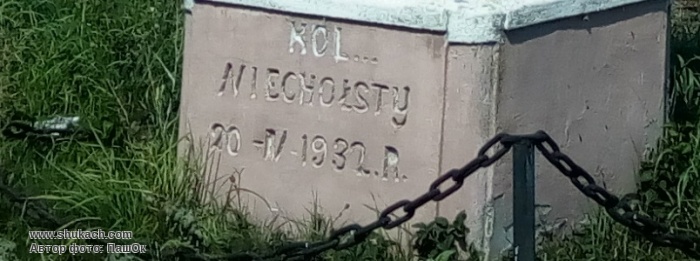 KOL...
NIECHOŁSTY
20-IV-1932.R.
www.shukach.com
Автор фото: ПашОк